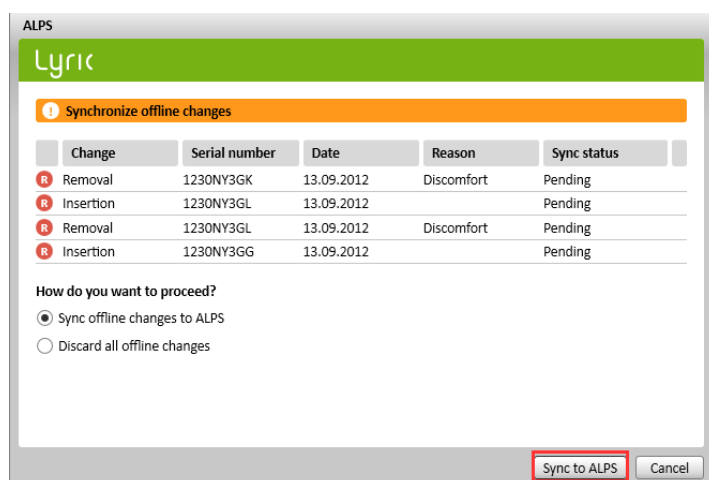 ALPS
Lyric
! Synchronize offline changes
Change Serial number Date Reason Sync status
R Removal 1230NY3GK 13.09.2012 Discomfort Pending
R Insertion 1230NY3GL 13.09.2012 Pending
R Removal 1230NY3GL 13.09.2012 Discomfort Pending
R Insertion 1230NY3GG 13.09.2012 Pending
How do you want to proceed?
Sync offline changes to ALPS
Discard all offline changes
Sync to ALPS Cancel